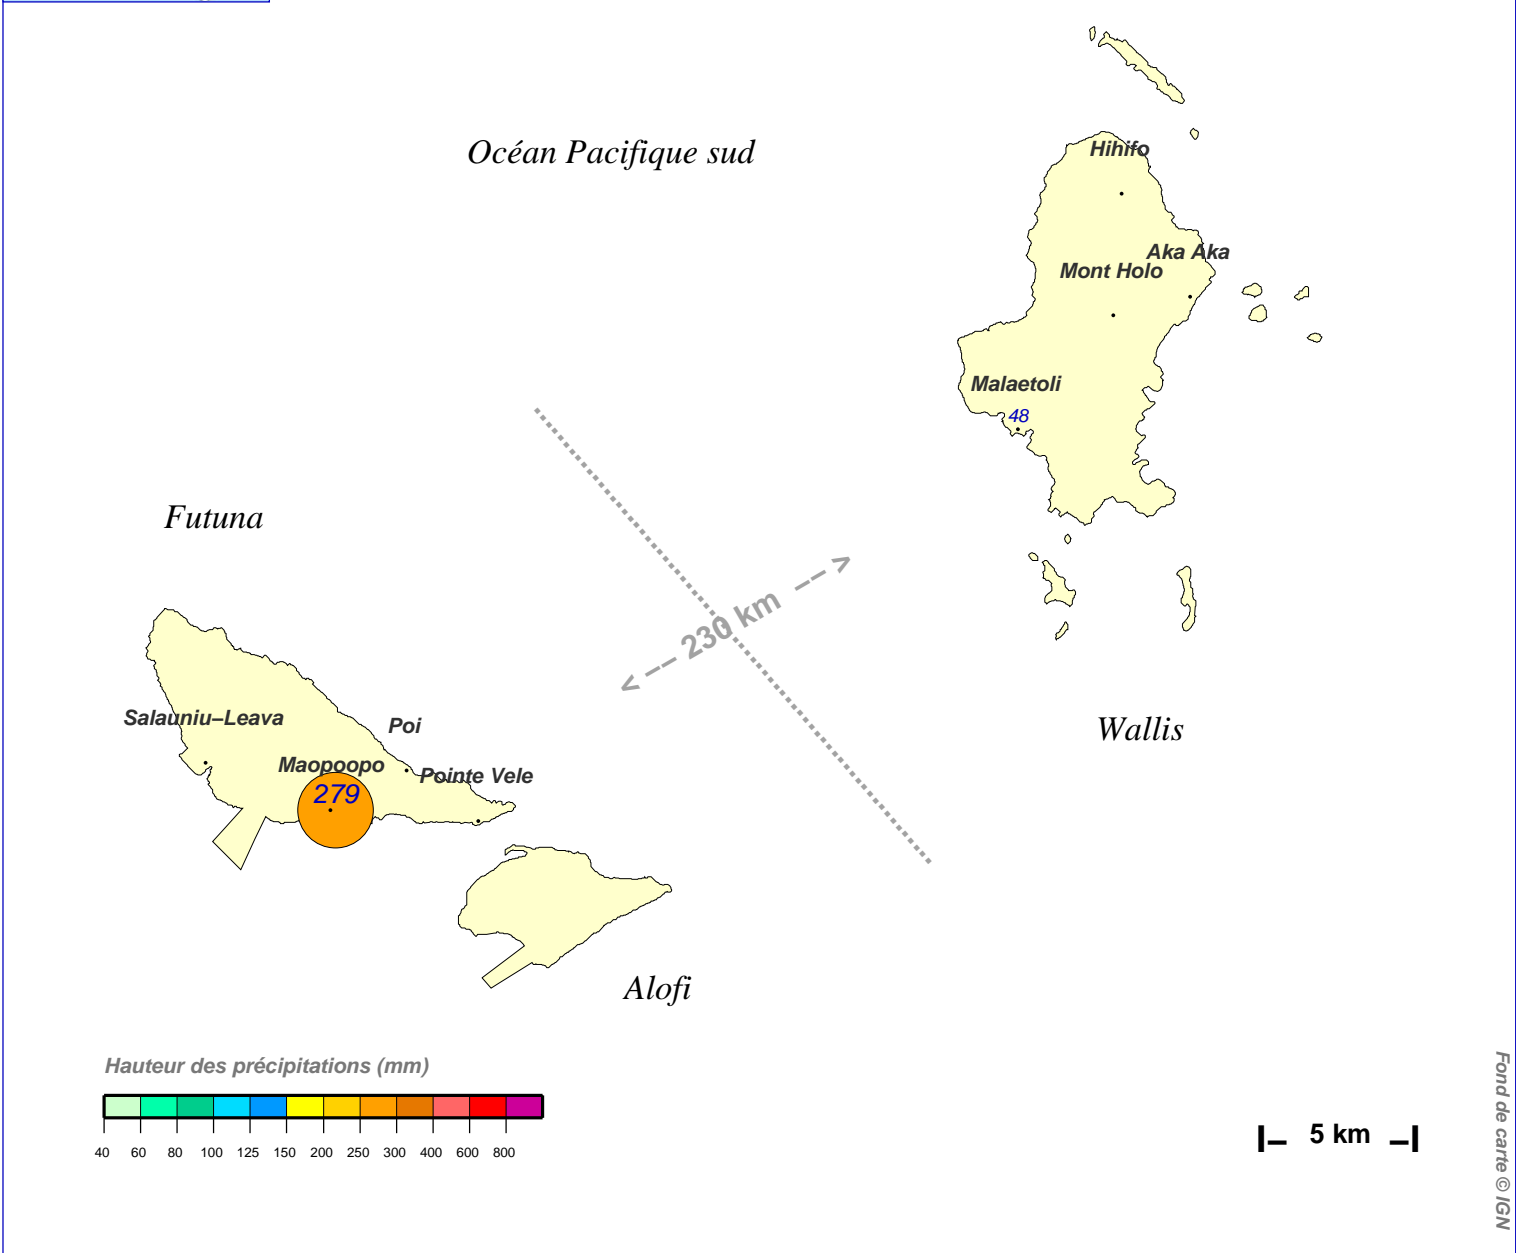 Océan Pacifique sud
Hihifo
Aka Aka
Mont Holo
Malaetoli
48
Futuna
230 km
Salauniu–Leava
Poi
Wallis
Maopoopo
Pointe Vele
279
Alofi
Hauteur des précipitations (mm)
40 60 80 100 125 150 200 250 300 400 600 800
5 km
Fond de carte © IGN